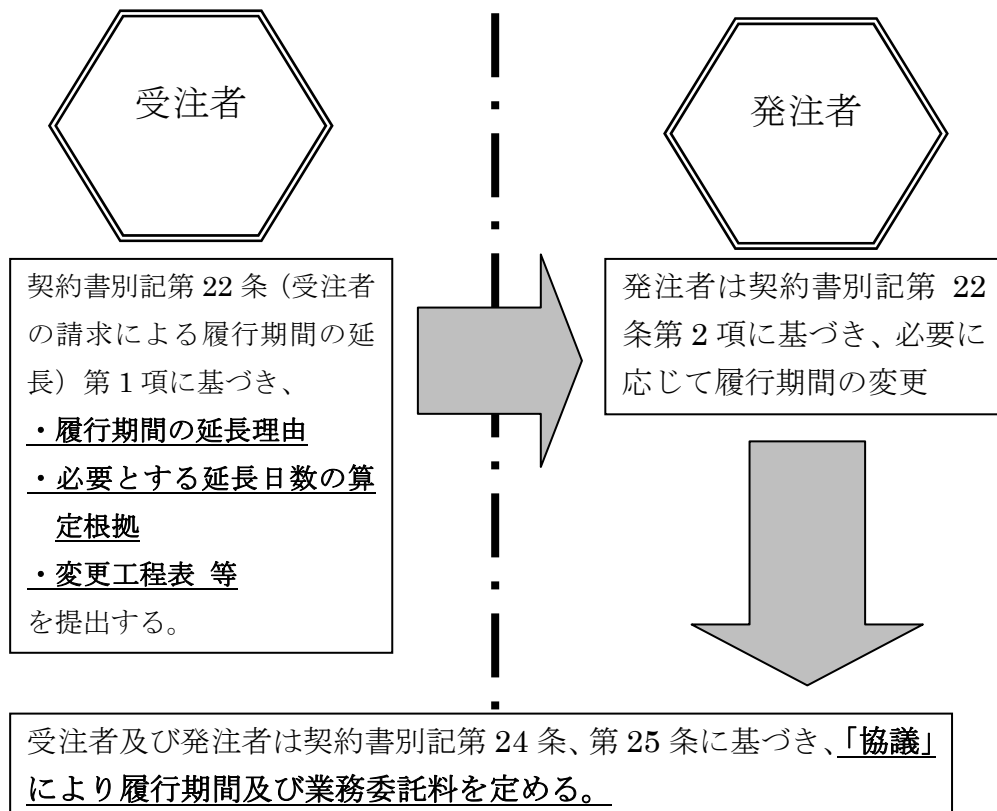 受注者
発注者
契約書別記第 22 条（受注者
の請求による履行期間の延
長）第 1 項に基づき、
・履行期間の延長理由
・必要とする延長日数の算
定根拠
・変更工程表 等
を提出する。
発注者は契約書別記第 22
条第 2 項に基づき、必要に
応じて履行期間の変更
受注者及び発注者は契約書別記第 24 条、第 25 条に基づき、「協議」
により履行期間及び業務委託料を定める。